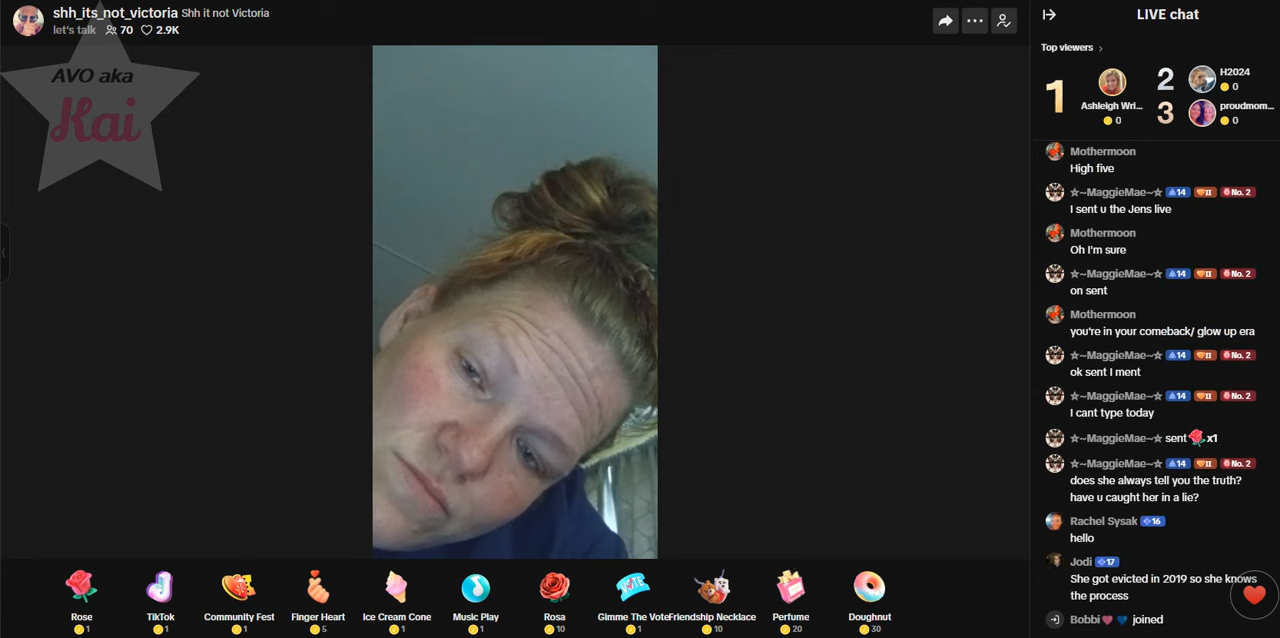 shh_its_not_victoria Shh it not Victoria
let's talk 70 2.9K
AVO aka
Kai
LIVE chat
Top viewers
1
Ashleigh Wri...
0
2
H2024
0
3
proudmom...
0
Mothermoon
High five
☆~MaggieMae~☆ 14 II No. 2
I sent u the Jens live
Mothermoon
Oh I'm sure
☆~MaggieMae~☆ 14 II No. 2
on sent
Mothermoon
you're in your comeback/ glow up era
☆~MaggieMae~☆ 14 II No. 2
ok sent I ment
☆~MaggieMae~☆ 14 II No. 2
I cant type today
☆~MaggieMae~☆ sent x1
☆~MaggieMae~☆ 14 II No. 2
does she always tell you the truth?
have u caught her in a lie?
Rachel Sysak 16
hello
Jodi 17
She got evicted in 2019 so she knows
the process
Bobbi joined
Rose TikTok Community Fest Finger Heart Ice Cream Cone Music Play Rosa Gimme The Vote Friendship Necklace Perfume Doughnut
1 1 1 5 1 1 10 1 10 20 30